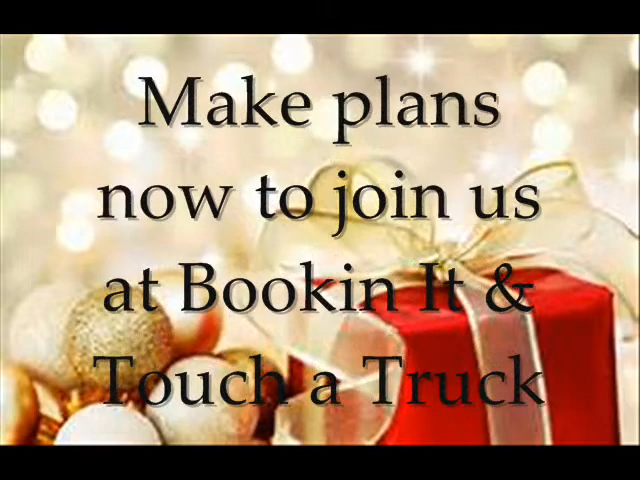 Make plans
now to join us
at Bookin It &
Touch a Truck